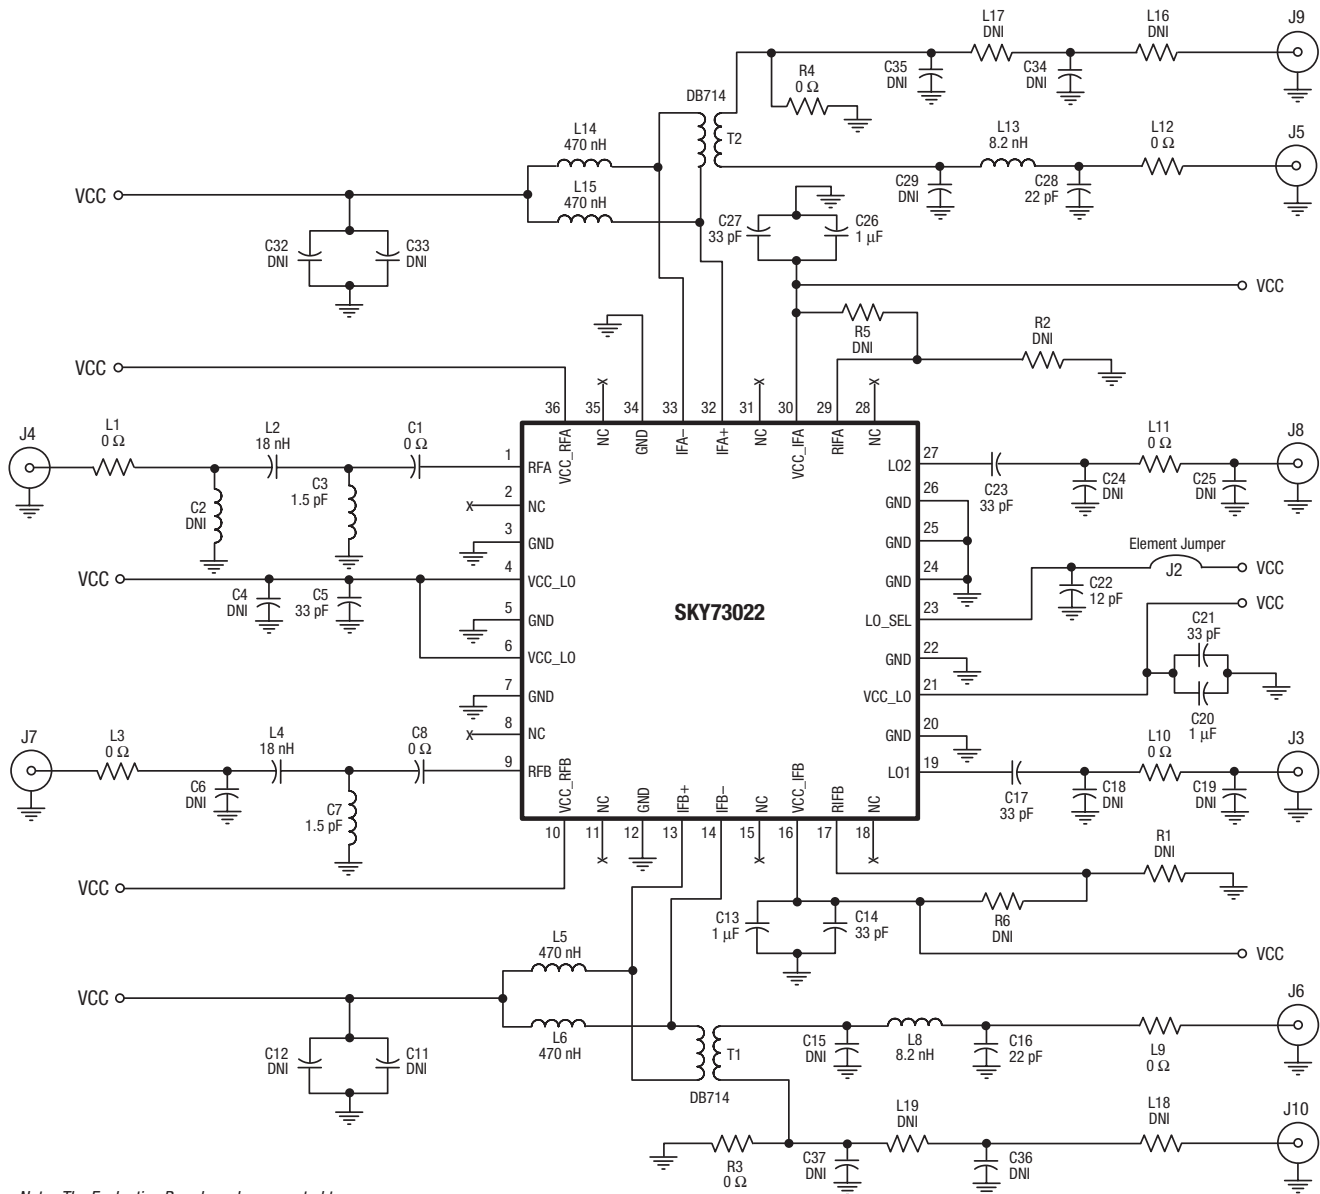 L17
DNI
L16
DNI
J9
C35
DNI
C34
DNI
R4
0 Ω
DB714
T2
L13
8.2 nH
L12
0 Ω
J5
L14
470 nH
L15
470 nH
VCC
C29
DNI
C28
22 pF
C27
33 pF
C26
1 µF
C32
DNI
C33
DNI
VCC
R5
DNI
R2
DNI
VCC
36
35
34
33
32
31
30
29
28
VCC_RFA
NC
GND
IFA–
IFA+
NC
VCC_IFA
RIFA
NC
J4
L1
0 Ω
L2
18 nH
C1
0 Ω
C2
DNI
C3
1.5 pF
1
RFA
2
NC
3
GND
4
VCC_LO
5
GND
6
VCC_LO
7
GND
8
NC
9
RFB
VCC
C4
DNI
C5
33 pF
SKY73022
27
LO2
26
GND
25
GND
24
GND
23
LO_SEL
22
GND
21
VCC_LO
20
GND
19
LO1
L11
0 Ω
J8
C23
33 pF
C24
DNI
C25
DNI
Element Jumper
J2
VCC
C22
12 pF
VCC
C21
33 pF
C20
1 µF
J7
L3
0 Ω
L4
18 nH
C8
0 Ω
C6
DNI
C7
1.5 pF
L10
0 Ω
J3
C17
33 pF
C18
DNI
C19
DNI
VCC_RFB
NC
GND
IFB+
IFB–
NC
VCC_IFB
RIFB
NC
10
11
12
13
14
15
16
17
18
VCC
R1
DNI
C13
1 µF
C14
33 pF
R6
DNI
VCC
L5
470 nH
VCC
L6
470 nH
C12
DNI
C11
DNI
T1
DB714
C15
DNI
L8
8.2 nH
C16
22 pF
L9
0 Ω
J6
R3
0 Ω
C37
DNI
L19
DNI
C36
DNI
L18
DNI
J10